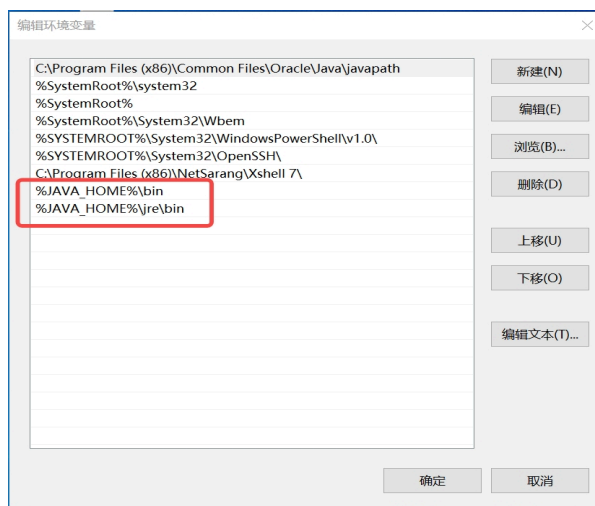 编辑环境变量
C:\Program Files (x86)\Common Files\Oracle\Java\javapath
%SystemRoot%\system32
%SystemRoot%
%SystemRoot%\System32\Wbem
%SYSTEMROOT%\System32\WindowsPowerShell\v1.0\
%SYSTEMROOT%\System32\OpenSSH\
C:\Program Files (x86)\NetSarang\Xshell 7\
%JAVA_HOME%\bin
%JAVA_HOME%\jre\bin
新建(N)
编辑(E)
浏览(B)...
删除(D)
上移(U)
下移(O)
编辑文本(T)...
确定
取消